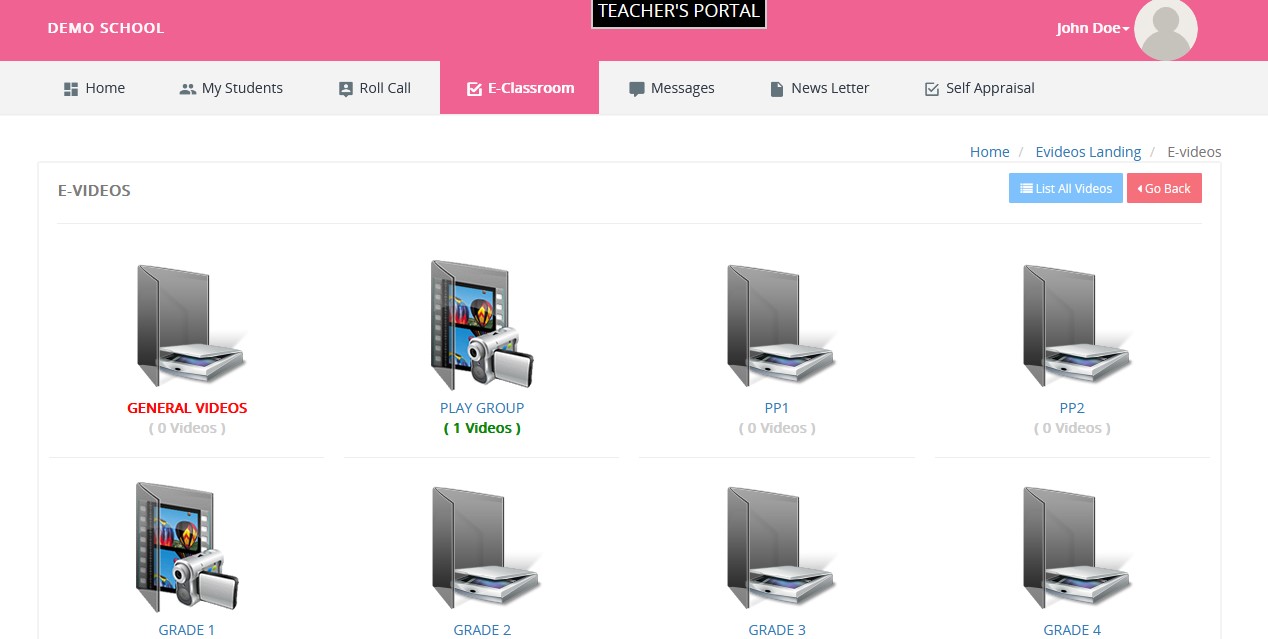 TEACHER'S PORTAL
DEMO SCHOOL
John Doe
Home
My Students
Roll Call
E-Classroom
Messages
News Letter
Self Appraisal
Home / Evideos Landing / E-videos
E-VIDEOS
List All Videos
Go Back
GENERAL VIDEOS
( 0 Videos )
PLAY GROUP
( 1 Videos )
PP1
( 0 Videos )
PP2
( 0 Videos )
GRADE 1
GRADE 2
GRADE 3
GRADE 4